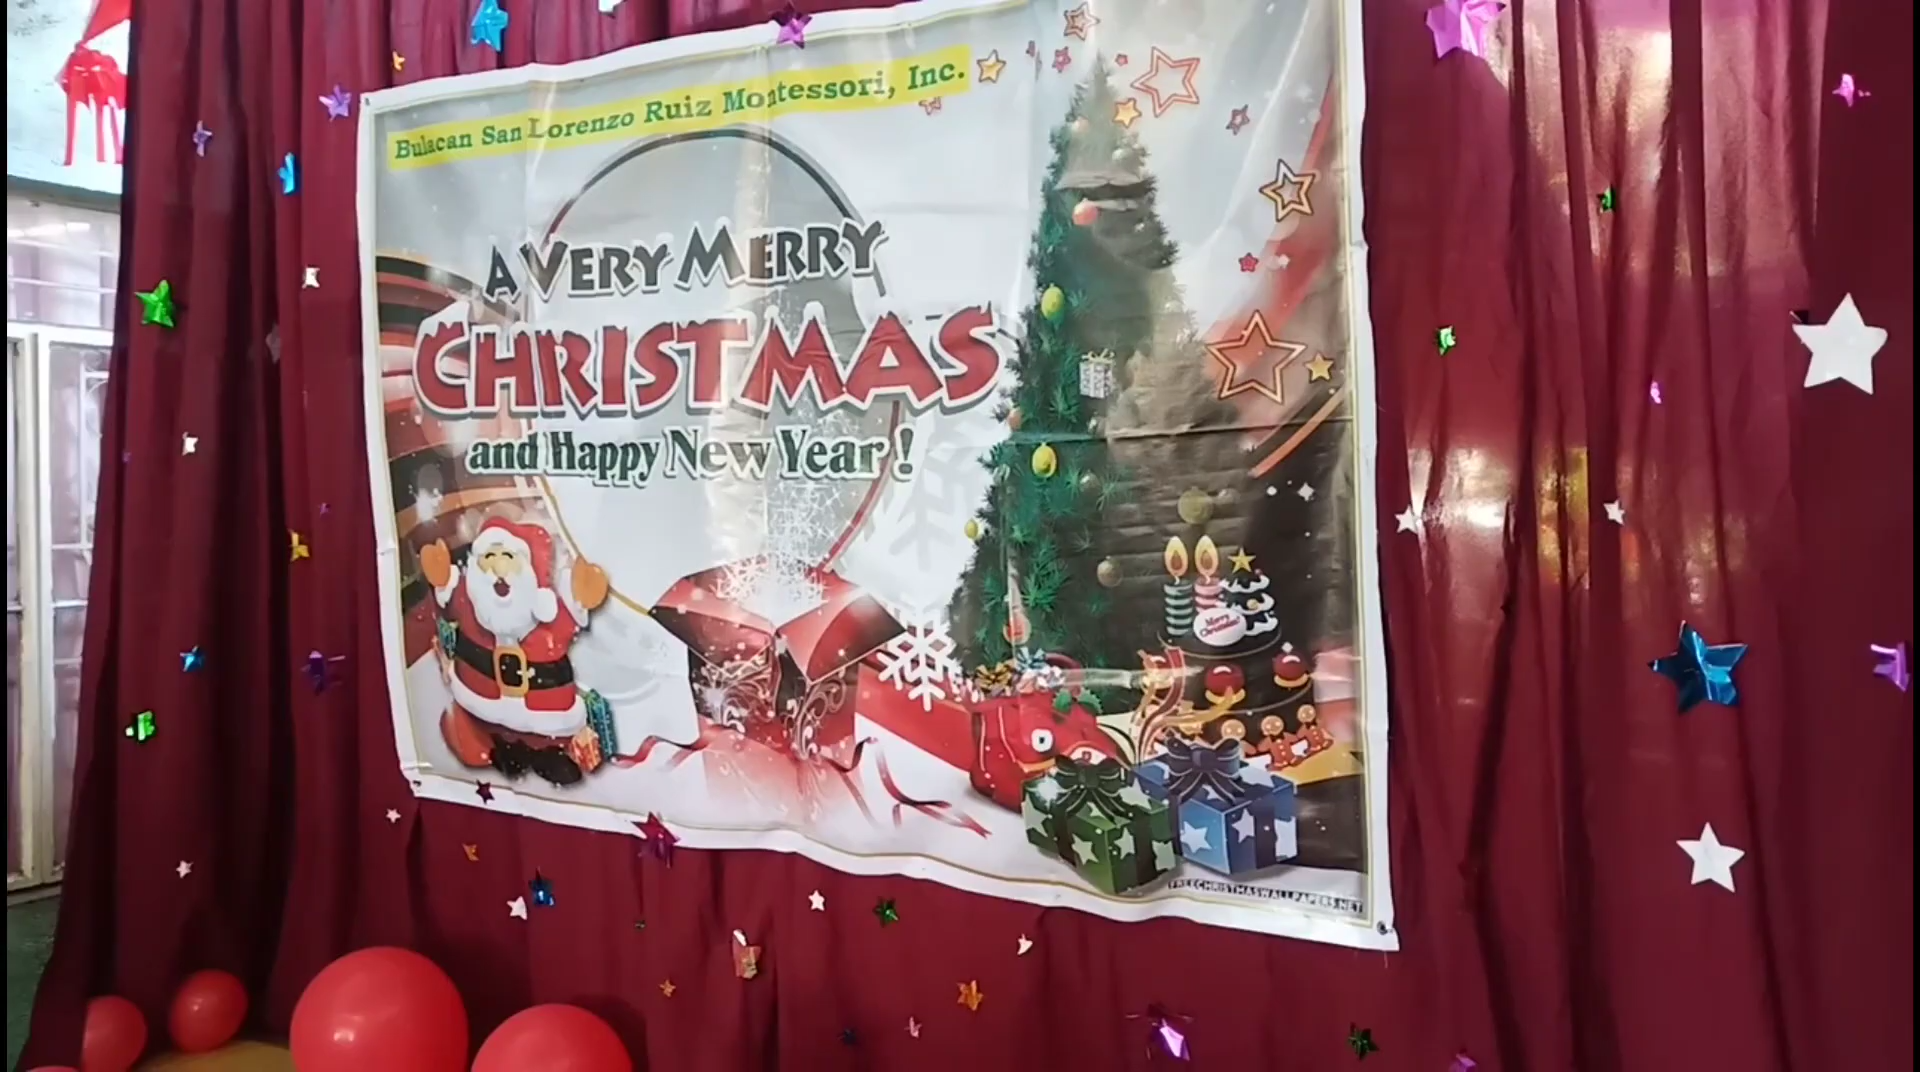 Bulacan San Lorenzo Ruiz Montessori, Inc.
A VERY MERRY
CHRISTMAS
and Happy New Year !
Merry
Christmas!
FREECHRISTMASWALLPAPERS.NET